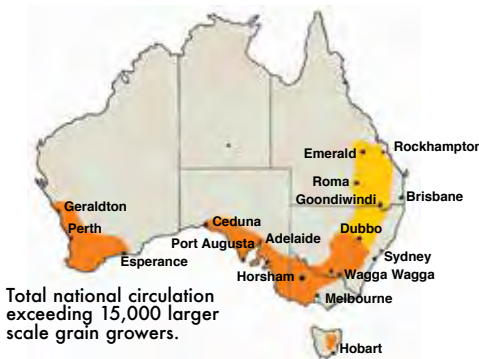 Emerald
Rockhampton
Roma
Goondiwindi
Brisbane
Geraldton
Ceduna
Dubbo
Perth
Port Augusta
Adelaide
Sydney
Esperance
Horsham
Wagga Wagga
Melbourne
Total national circulation
exceeding 15,000 larger
scale grain growers.
Hobart